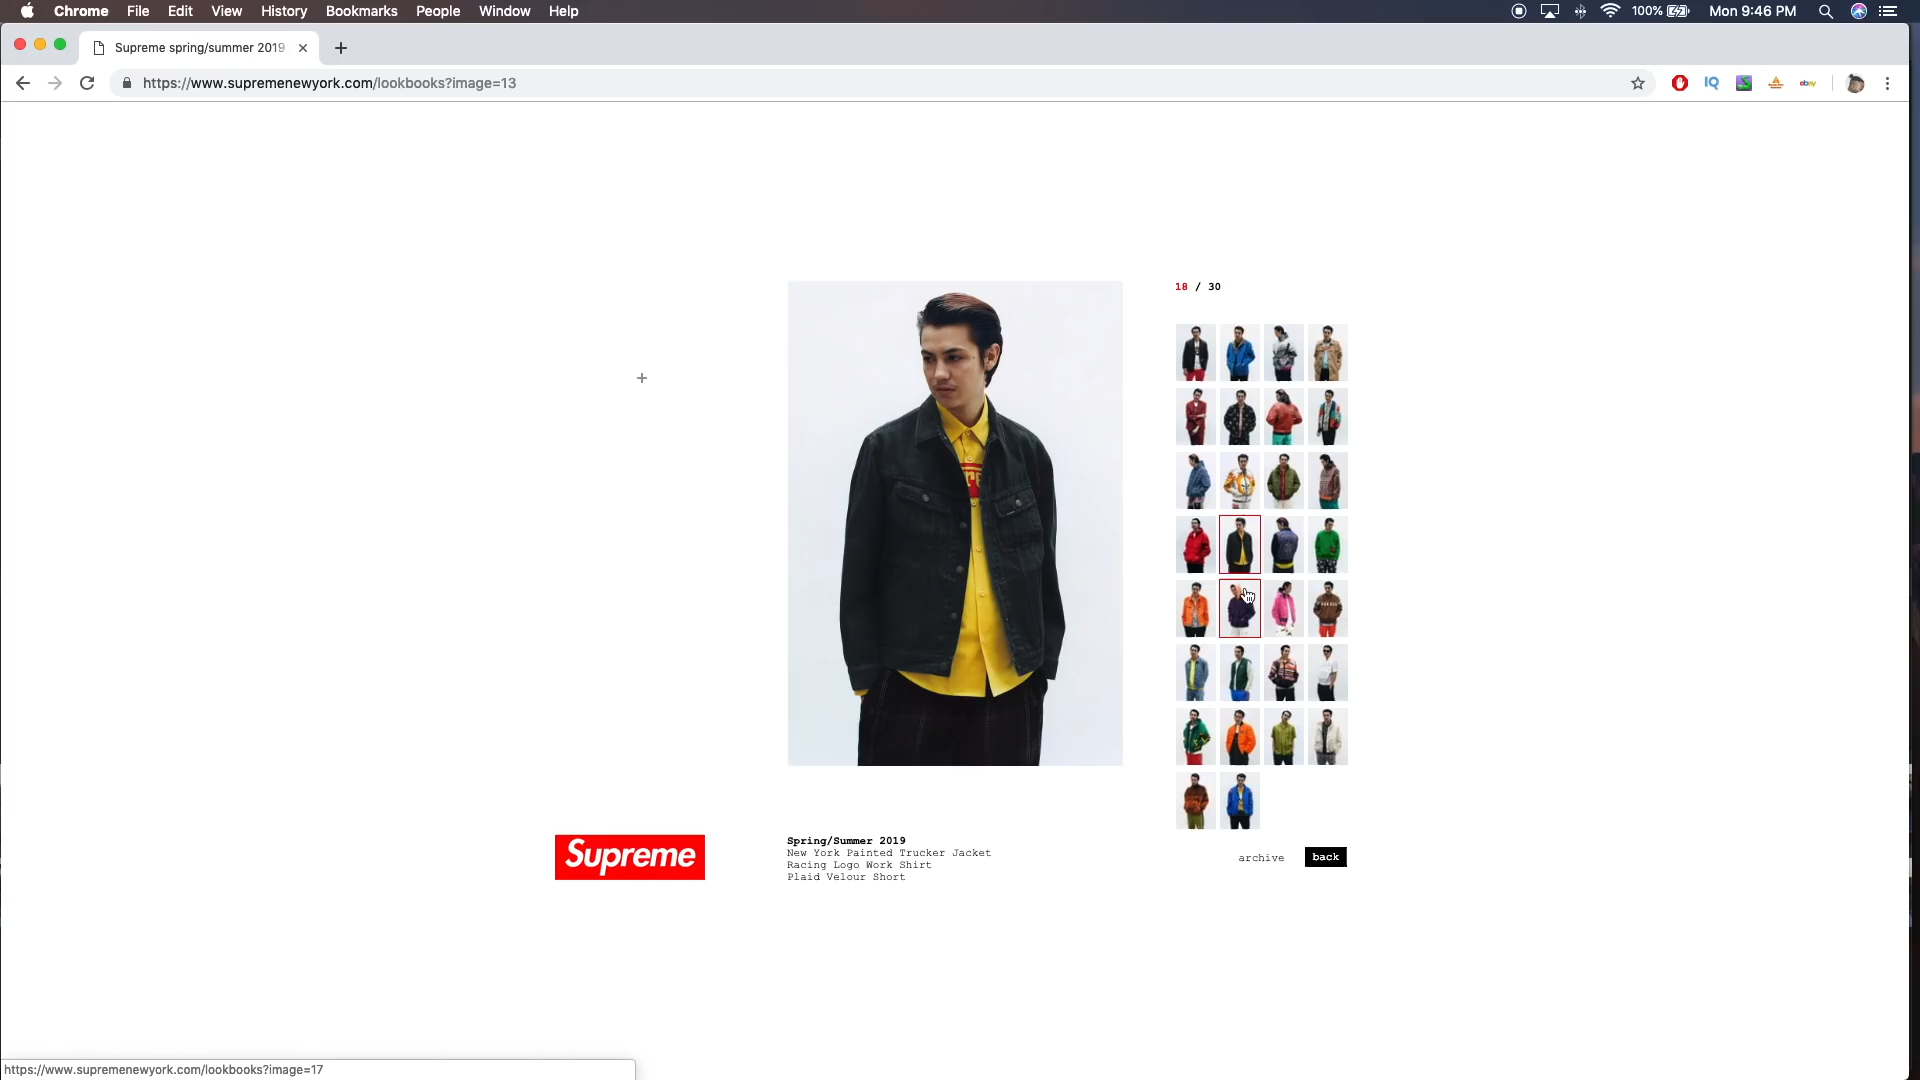 Chrome File Edit View History Bookmarks People Window Help
100% Mon 9:46 PM
Supreme spring/summer 2019
https://www.supremenewyork.com/lookbooks?image=13
IQ
ebay
18 / 30
Supreme
Spring/Summer 2019
New York Painted Trucker Jacket
Racing Logo Work Shirt
Plaid Velour Short
archive back
https://www.supremenewyork.com/lookbooks?image=17